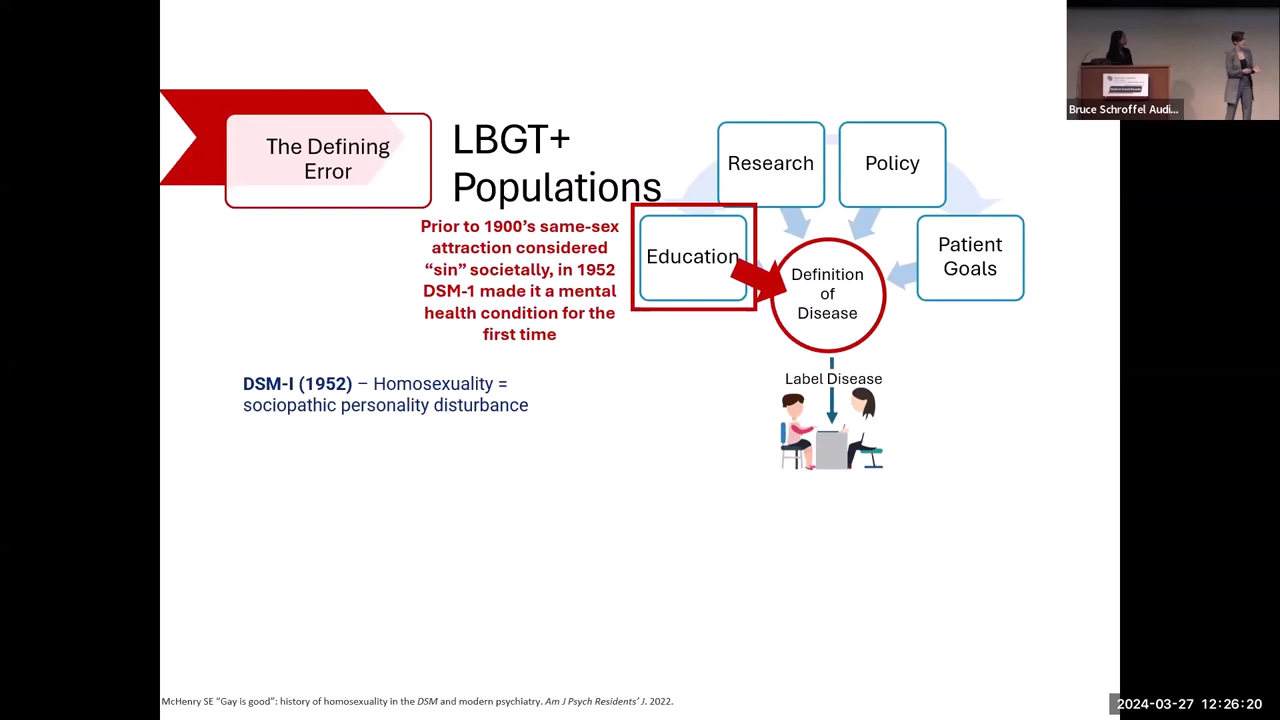 The Defining
Error
LBGT+
Populations
Prior to 1900’s same-sex
attraction considered
“sin” societally, in 1952
DSM-1 made it a mental
health condition for the
first time
DSM-I (1952) – Homosexuality =
sociopathic personality disturbance
Research
Policy
Education
Patient
Goals
Definition
of
Disease
Label Disease
McHenry SE “Gay is good”: history of homosexuality in the DSM and modern psychiatry. Am J Psych Residents’ J. 2022.
Bruce Schroffel Audi...
2024-03-27 12:26:20